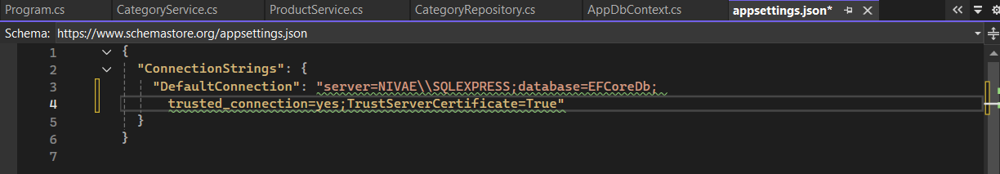 Program.cs CategoryService.cs ProductService.cs CategoryRepository.cs AppDbContext.cs appsettings.json*
Schema: https://www.schemastore.org/appsettings.json
1 {
2 "ConnectionStrings": {
3 "DefaultConnection": "server=NIVAE\\SQLEXPRESS;database=EFCoreDb;
4 trusted_connection=yes;TrustServerCertificate=True"
5 }
6 }
7